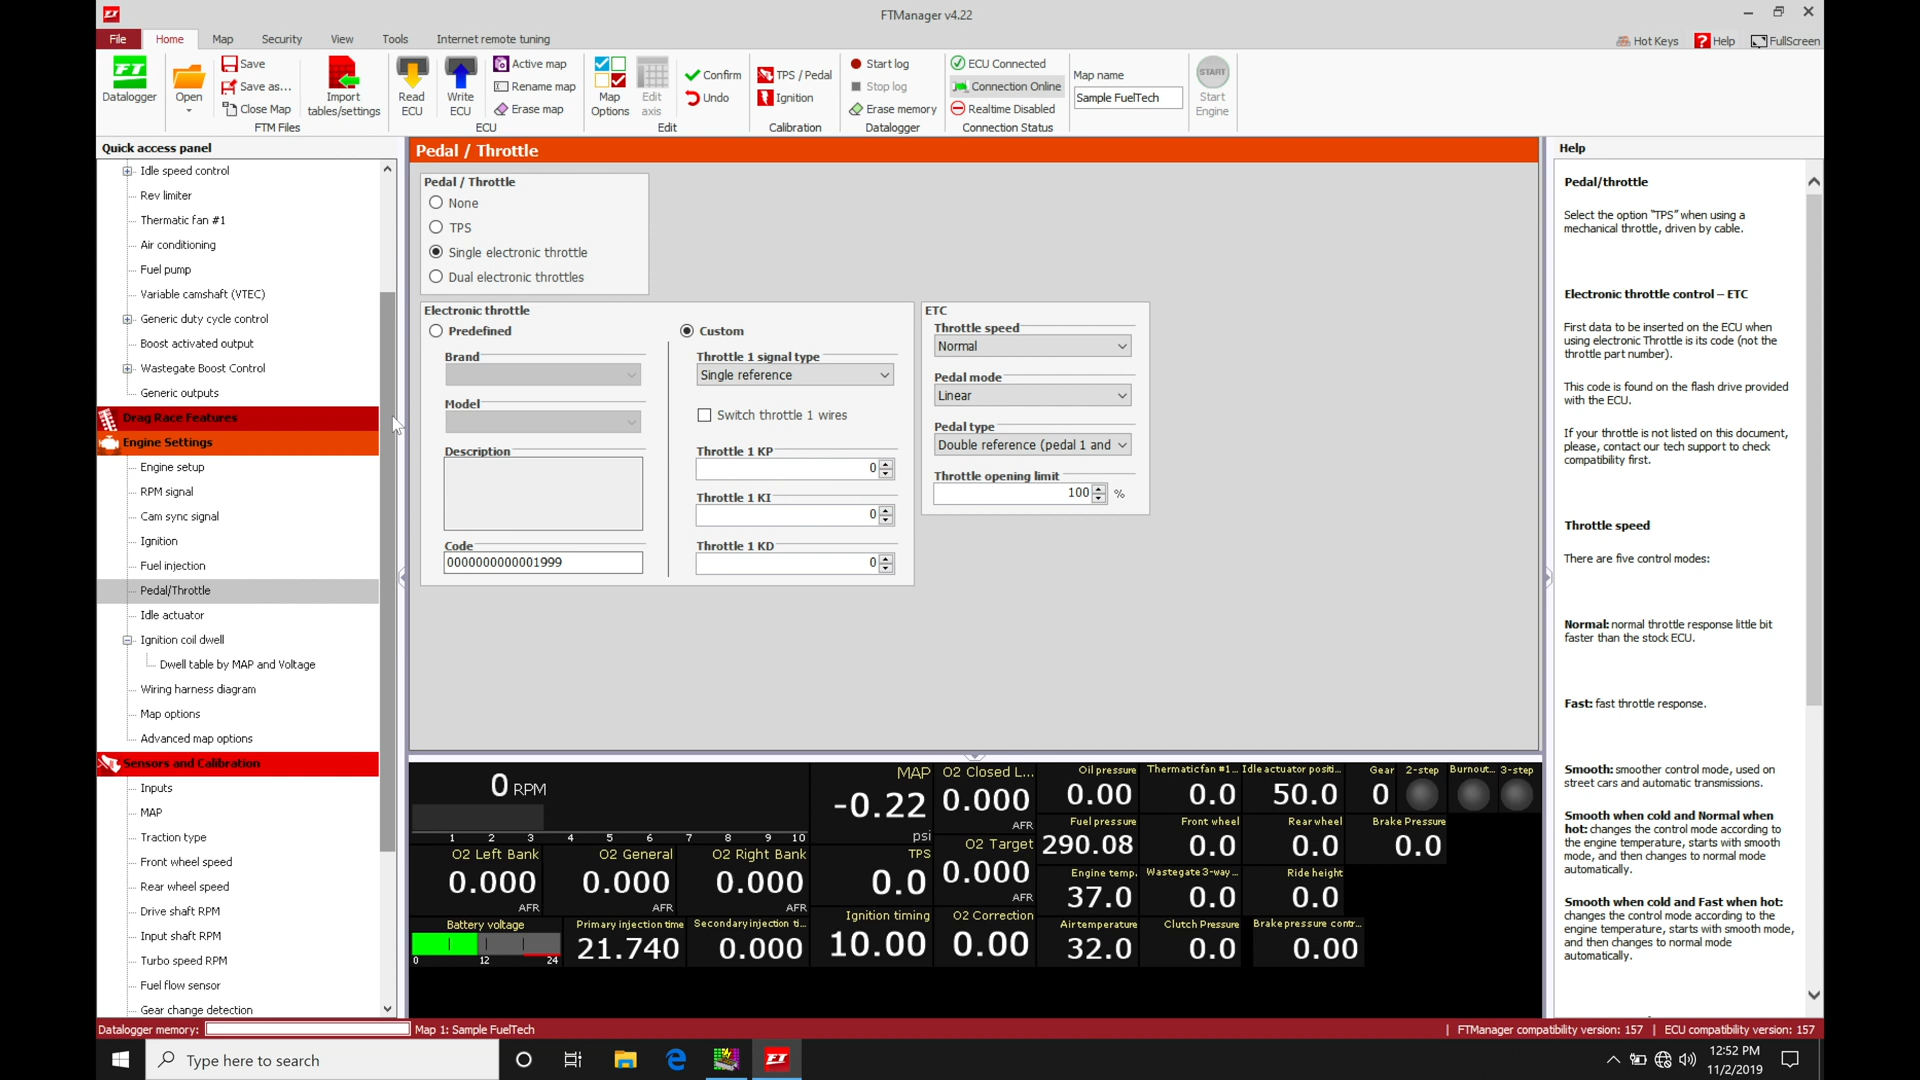 FTManager v4.22
File Home Map Security View Tools Internet remote tuning
Hot Keys Help FullScreen
FT
Datalogger
Open
Save
Save as...
Close Map
FTM Files
Import
tables/settings
Read
ECU
Write
ECU
Active map
Rename map
Erase map
ECU
Map
Options
Edit
axis
Confirm
Undo
Edit
TPS / Pedal
Ignition
Calibration
Start log
Stop log
Erase memory
Datalogger
ECU Connected
Connection Online
Realtime Disabled
Connection Status
Map name
Sample FuelTech
START
Start
Engine
Quick access panel
Idle speed control
Rev limiter
Thermatic fan #1
Air conditioning
Fuel pump
Variable camshaft (VTEC)
Generic duty cycle control
Boost activated output
Wastegate Boost Control
Generic outputs
Drag Race Features
Engine Settings
Engine setup
RPM signal
Cam sync signal
Ignition
Fuel injection
Pedal/Throttle
Idle actuator
Ignition coil dwell
Dwell table by MAP and Voltage
Wiring harness diagram
Map options
Advanced map options
Sensors and Calibration
Inputs
MAP
Traction type
Front wheel speed
Rear wheel speed
Drive shaft RPM
Input shaft RPM
Turbo speed RPM
Fuel flow sensor
Gear change detection
Pedal / Throttle
Pedal / Throttle
None
TPS
Single electronic throttle
Dual electronic throttles
Electronic throttle
Predefined
Brand
Model
Description
Code
0000000000001999
Custom
Throttle 1 signal type
Single reference
Switch throttle 1 wires
Throttle 1 KP
0
Throttle 1 KI
0
Throttle 1 KD
0
ETC
Throttle speed
Normal
Pedal mode
Linear
Pedal type
Double reference (pedal 1 and
Throttle opening limit
100 %
Help
Pedal/throttle
Select the option "TPS" when using a
mechanical throttle, driven by cable.
Electronic throttle control – ETC
First data to be inserted on the ECU when
using electronic Throttle is its code (not the
throttle part number).
This code is found on the flash drive provided
with the ECU.
If your throttle is not listed on this document,
please, contact our tech support to check
compatibility first.
Throttle speed
There are five control modes:
Normal: normal throttle response little bit
faster than the stock ECU.
Fast: fast throttle response.
Smooth: smoother control mode, used on
street cars and automatic transmissions.
Smooth when cold and Normal when
hot: changes the control mode according to
the engine temperature, starts with smooth
mode, and then changes to normal mode
automatically.
Smooth when cold and Fast when hot:
changes the control mode according to the
engine temperature, starts with smooth mode,
and then changes to normal mode
automatically.
0 RPM
1 2 3 4 5 6 7 8 9 10
MAP
-0.22
psi
O2 Closed L...
0.000
AFR
Oil pressure
0.00
Thermatic fan #1...
0.0
Idle actuator positi...
50.0
Gear
0
2-step
Burnout...
3-step
O2 Left Bank
0.000
AFR
O2 General
0.000
AFR
O2 Right Bank
0.000
AFR
TPS
0.0
O2 Target
0.000
AFR
Fuel pressure
290.08
Front wheel
0.0
Rear wheel
0.0
Brake Pressure
0.0
Engine temp.
37.0
Wastegate 3-way...
0.0
Ride height
0.0
Battery voltage
0 12 24
Primary injection time
21.740
Secondary injection ti...
0.000
Ignition timing
10.00
O2 Correction
0.00
Air temperature
32.0
Clutch Pressure
0.0
Brake pressure contr...
0.00
Datalogger memory:
Map 1: Sample FuelTech
FTManager compatibility version: 157 | ECU compatibility version: 157
Type here to search
FT
12:52 PM
11/2/2019